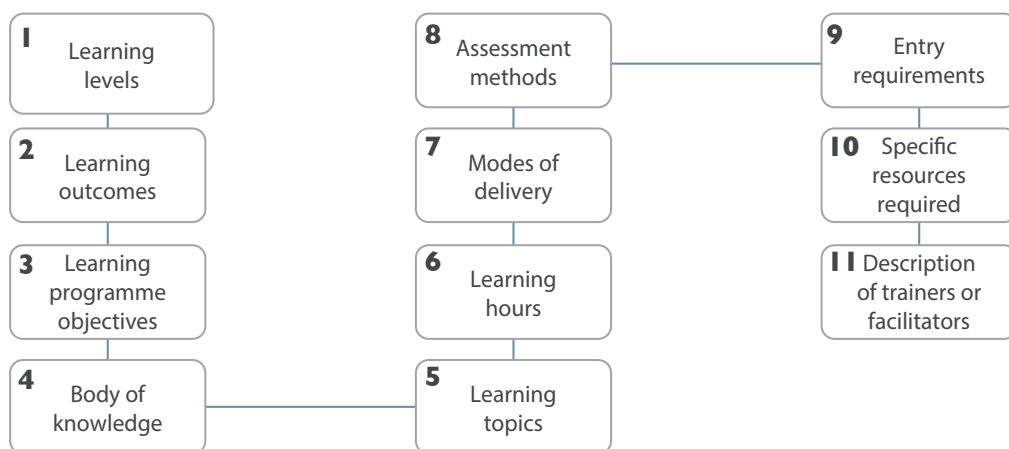 1
Learning
levels
2
Learning
outcomes
3 Learning
programme
objectives
4
Body of
knowledge
5
Learning
topics
6
Learning
hours
7
Modes of
delivery
8
Assessment
methods
9
Entry
requirements
10 Specific
resources
required
11 Description
of trainers or
facilitators